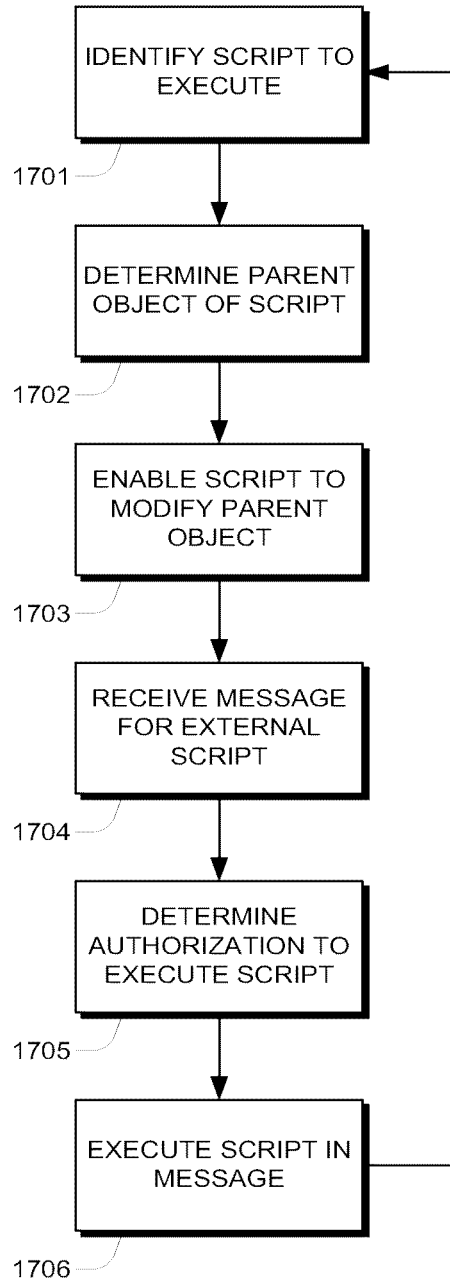 IDENTIFY SCRIPT TO
EXECUTE
1701
DETERMINE PARENT
OBJECT OF SCRIPT
1702
ENABLE SCRIPT TO
MODIFY PARENT
OBJECT
1703
RECEIVE MESSAGE
FOR EXTERNAL
SCRIPT
1704
DETERMINE
AUTHORIZATION TO
EXECUTE SCRIPT
1705
EXECUTE SCRIPT IN
MESSAGE
1706